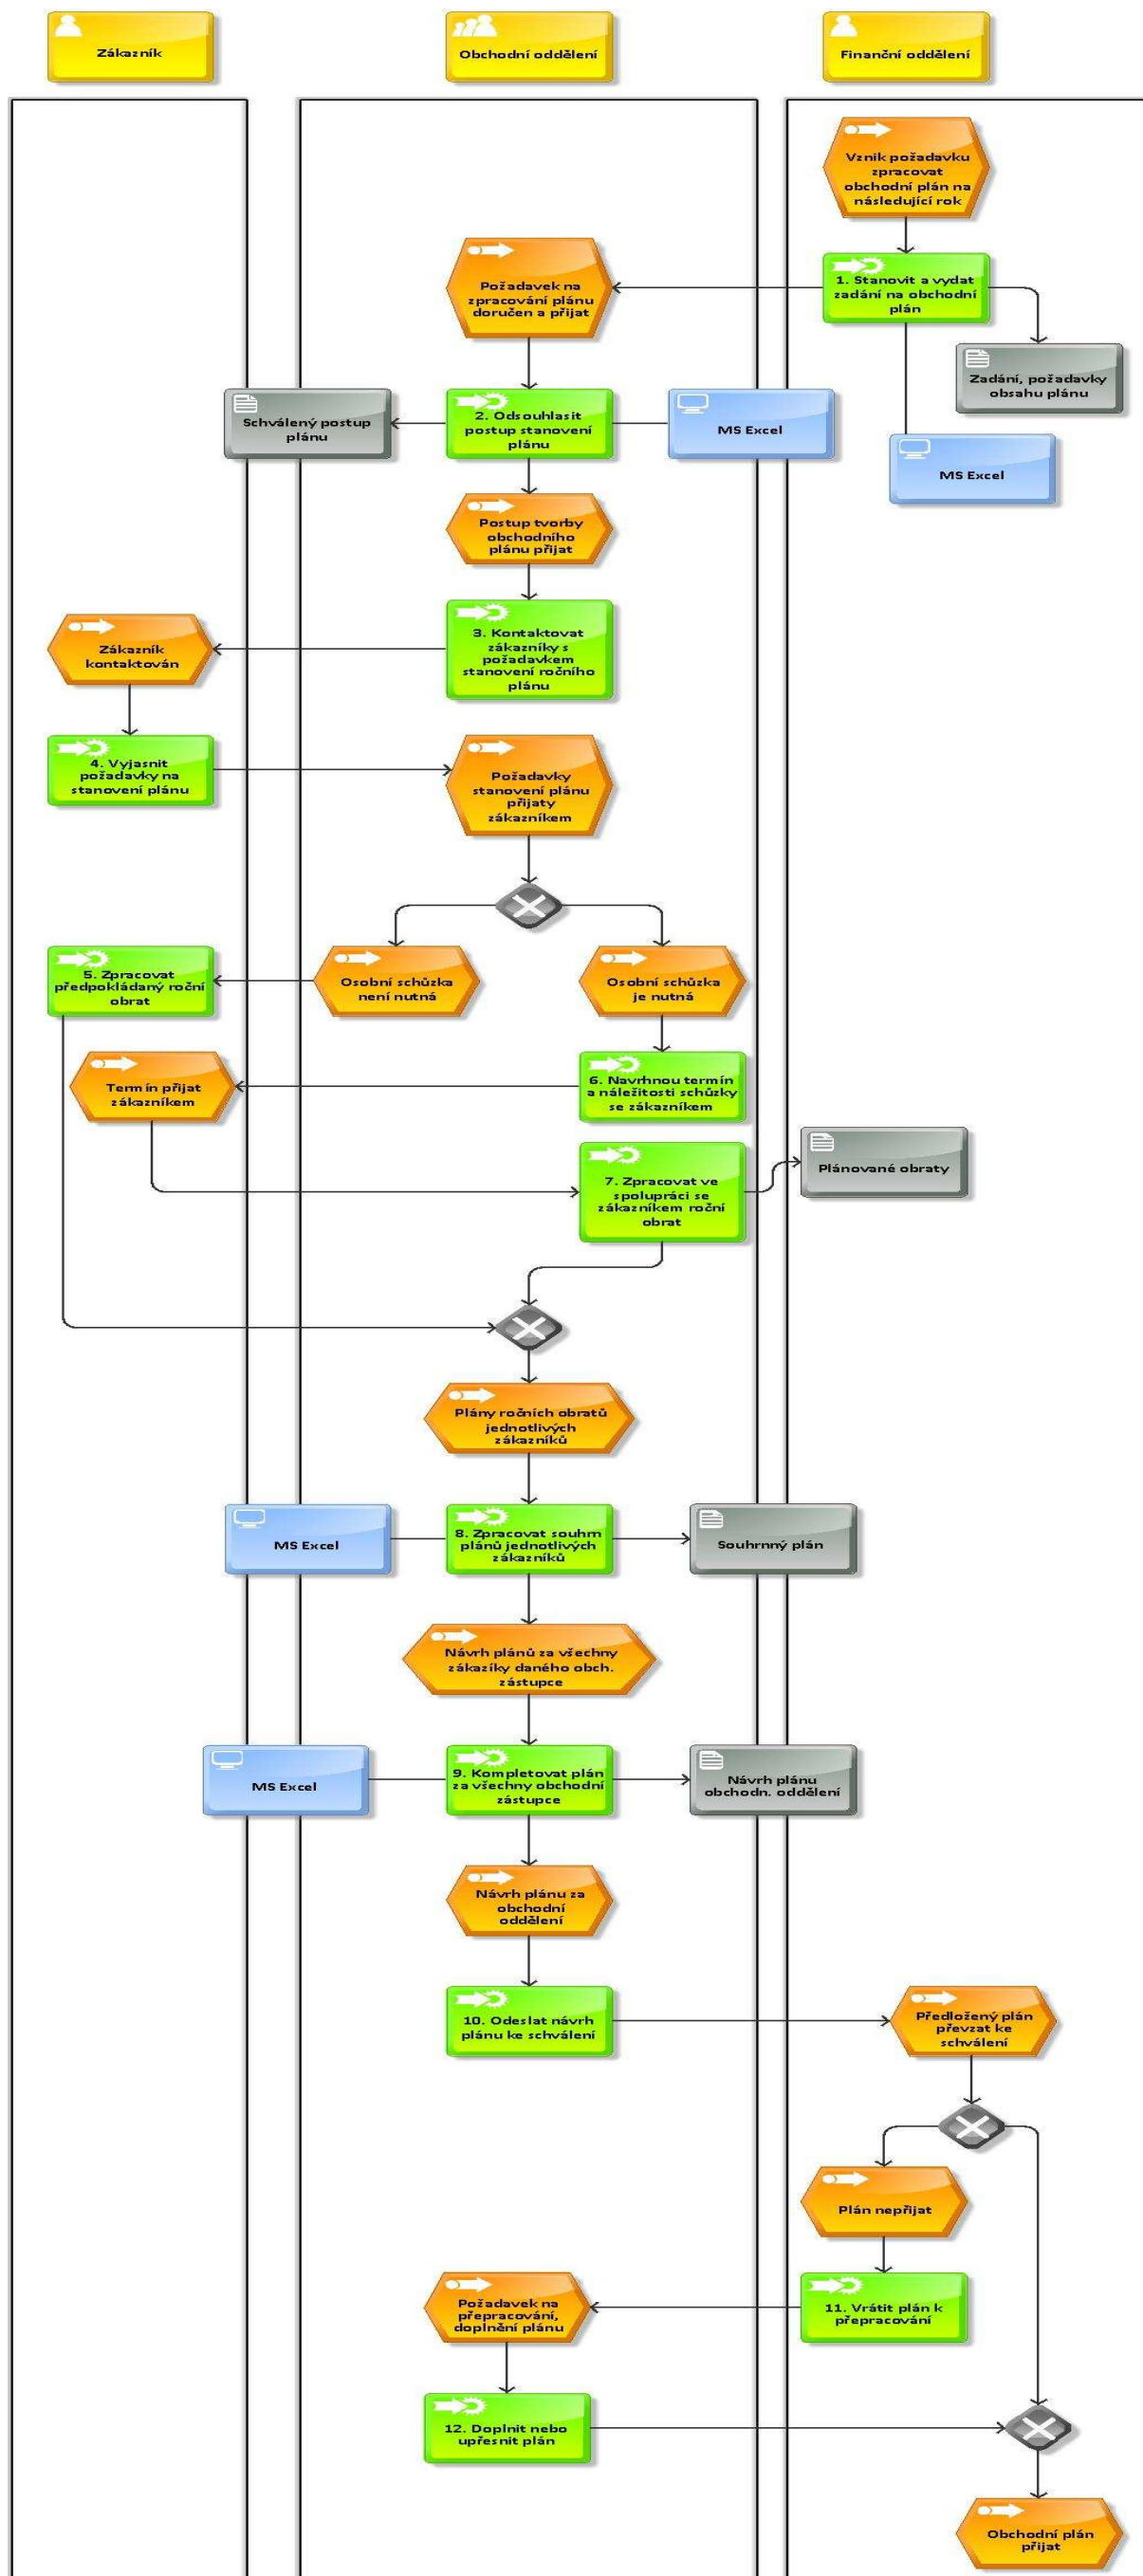 Zákazník
Obchodní oddělení
Finanční oddělení
Vznik požadavku
zpracovat
obchodní plán na
následující rok
1. Stanovit a vydat
zadání na obchodní
plán
Požadavek na
zpracování plánu
doručen a přijat
Zadání, požadavky
obsahu plánu
Schválený postup
plánu
2. Odsouhlasit
postup stanovení
plánu
MS Excel
MS Excel
Postup tvorby
obchodního
plánu přijat
3. Kontaktovat
zákazníky s
požadavkem
stanovení ročního
plánu
Zákazník
kontaktován
4. Vyjasnit
požadavky na
stanovení plánu
Požadavky
stanovení plánu
přijaty
zákazníkem
5. Zpracovat
předpokládaný roční
obrat
Osobní schůzka
není nutná
Osobní schůzka
je nutná
Termín přijat
zákazníkem
6. Navrhnou termín
a náležitosti schůzky
se zákazníkem
7. Zpracovat ve
spolupráci se
zákazníkem roční
obrat
Plánované obraty
Plány ročních obratů
jednotlivých
zákazníků
MS Excel
8. Zpracovat souhrn
plánů jednotlivých
zákazníků
Souhrnný plán
Návrh plánů za všechny
zákazíky daného obch.
zástupce
MS Excel
9. Kompletovat plán
za všechny obchodní
zástupce
Návrh plánu
obchodn. oddělení
Návrh plánu za
obchodní
oddělení
10. Odeslat návrh
plánu ke schválení
Předložený plán
převzat ke
schválení
Plán nepřijat
Požadavek na
přepracování,
doplnění plánu
11. Vrátit plán k
přepracování
12. Doplnit nebo
upřesnit plán
Obchodní plán
přijat